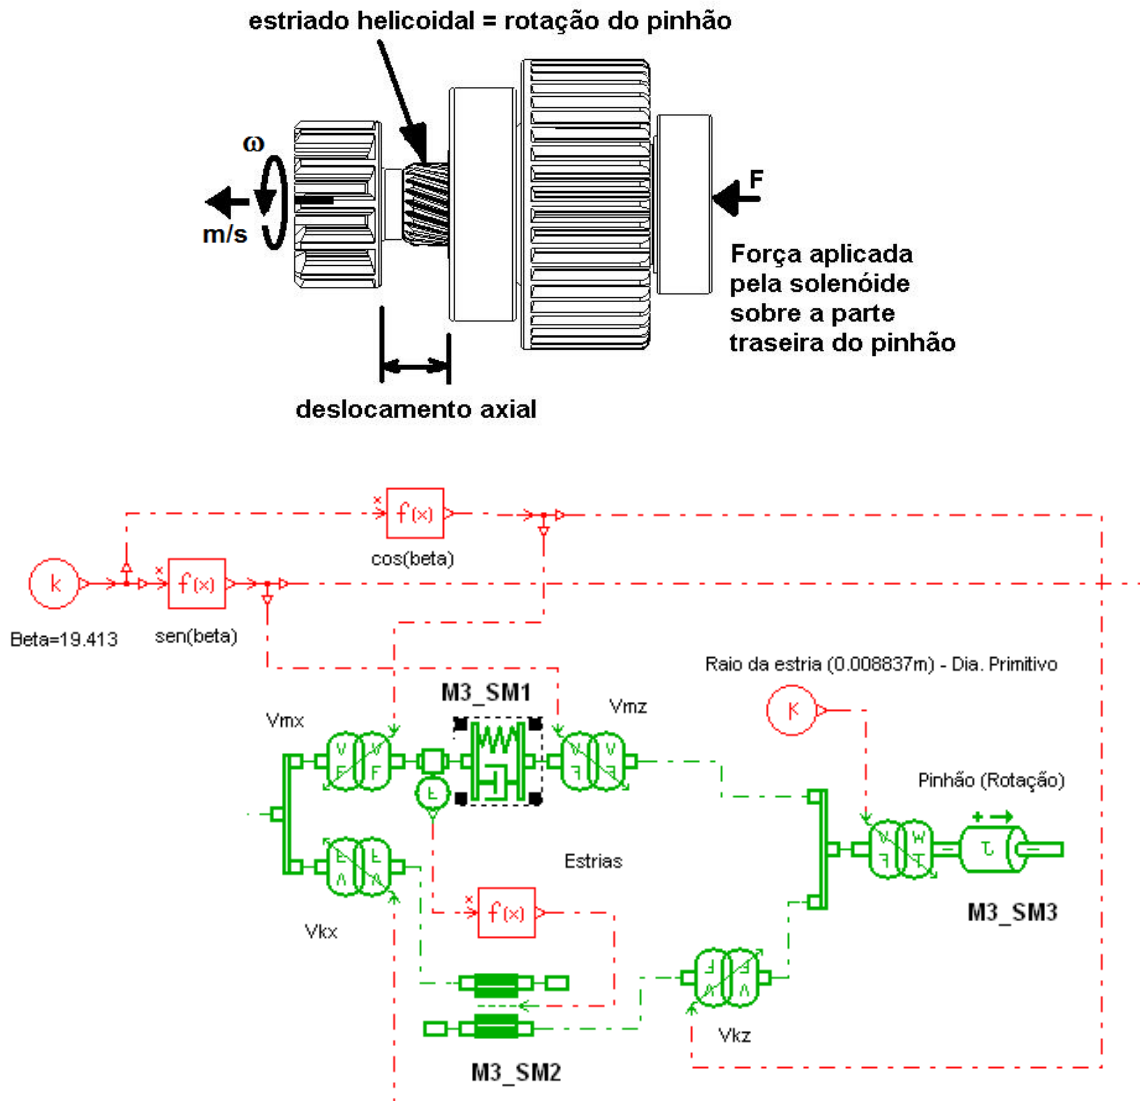 estriado helicoidal = rotação do pinhão
ω
m/s
F
Força aplicada
pela solenóide
sobre a parte
traseira do pinhão
deslocamento axial
x
f(x)
cos(beta)
k
x
f(x)
Beta=19.413
sen(beta)
Raio da estria (0.008837m) - Dia. Primitivo
M3_SM1
K
Vmx
Vmz
V V
F F
V V
F F
Pinhão (Rotação)
+
V W
F T
J
Estrias
F F
V V
M3_SM3
x
f(x)
Vkx
F F
V V
Vkz
M3_SM2